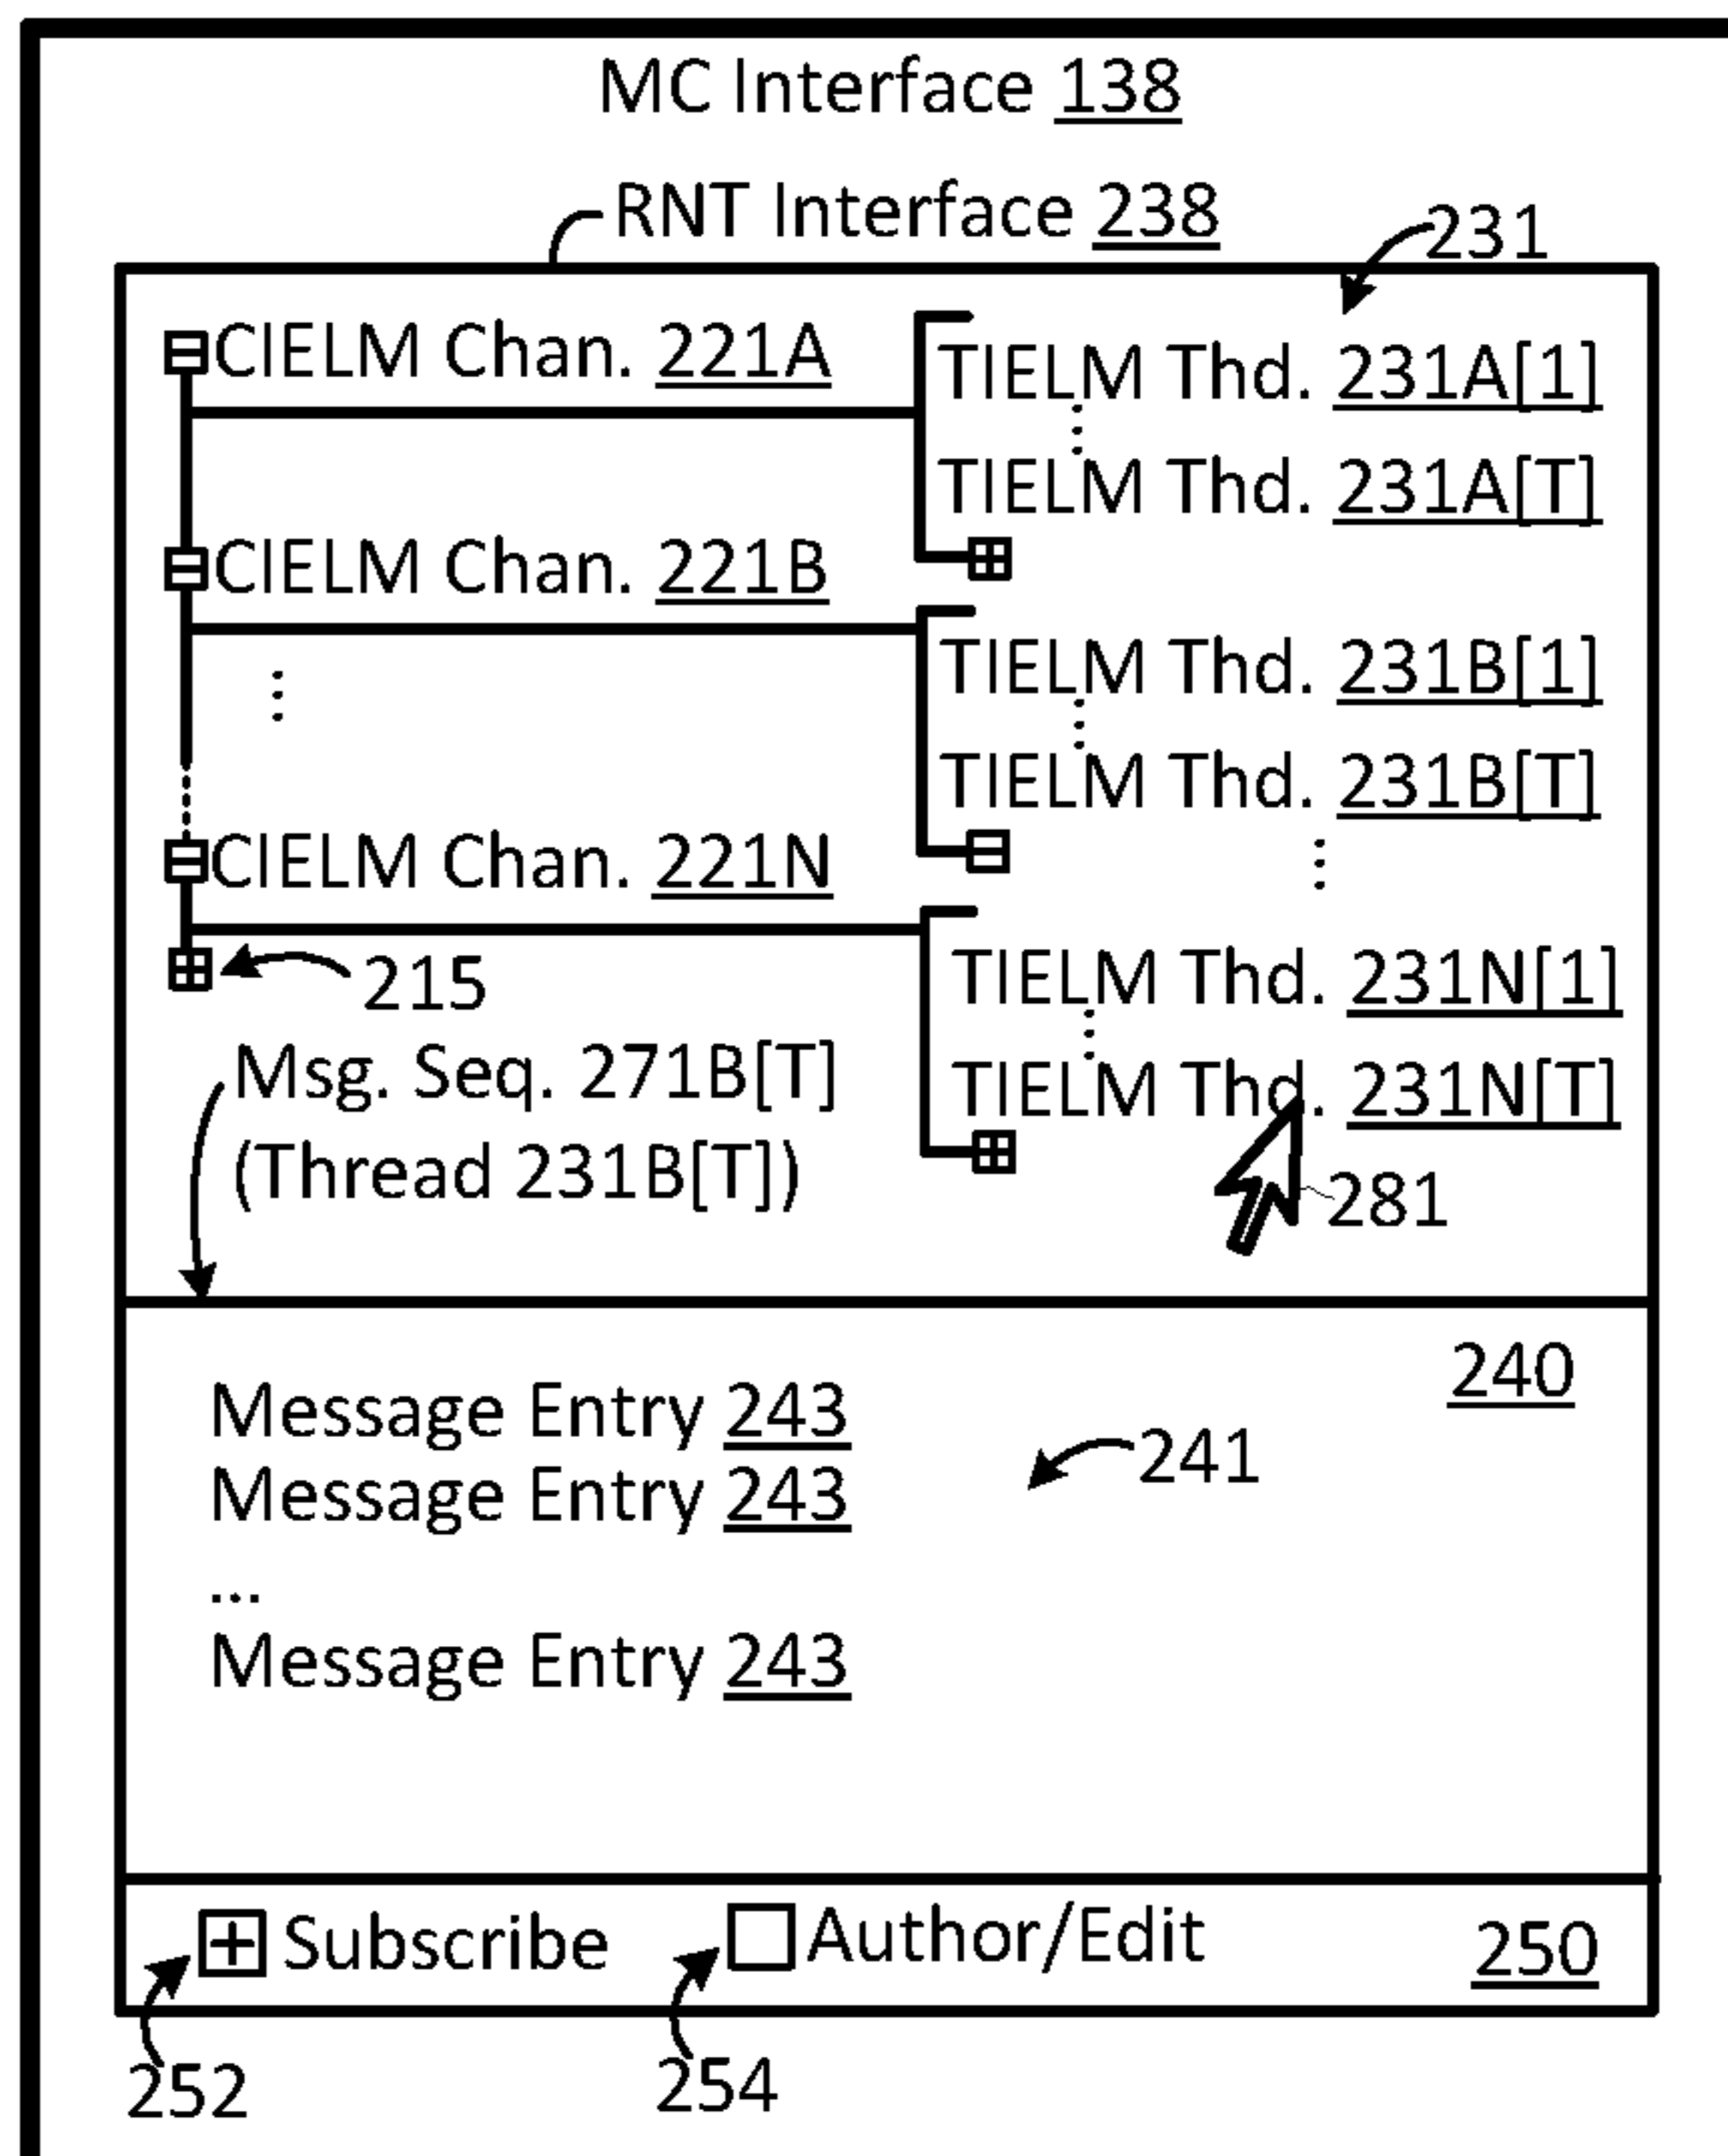 MC Interface 138
RNT Interface 238
231
CIELM Chan. 221A
TIELM Thd. 231A[1]
TIELM Thd. 231A[T]
CIELM Chan. 221B
TIELM Thd. 231B[1]
TIELM Thd. 231B[T]
CIELM Chan. 221N
215
TIELM Thd. 231N[1]
TIELM Thd. 231N[T]
281
Msg. Seq. 271B[T]
(Thread 231B[T])
240
Message Entry 243
241
Message Entry 243
...
Message Entry 243
Subscribe
Author/Edit
250
252
254